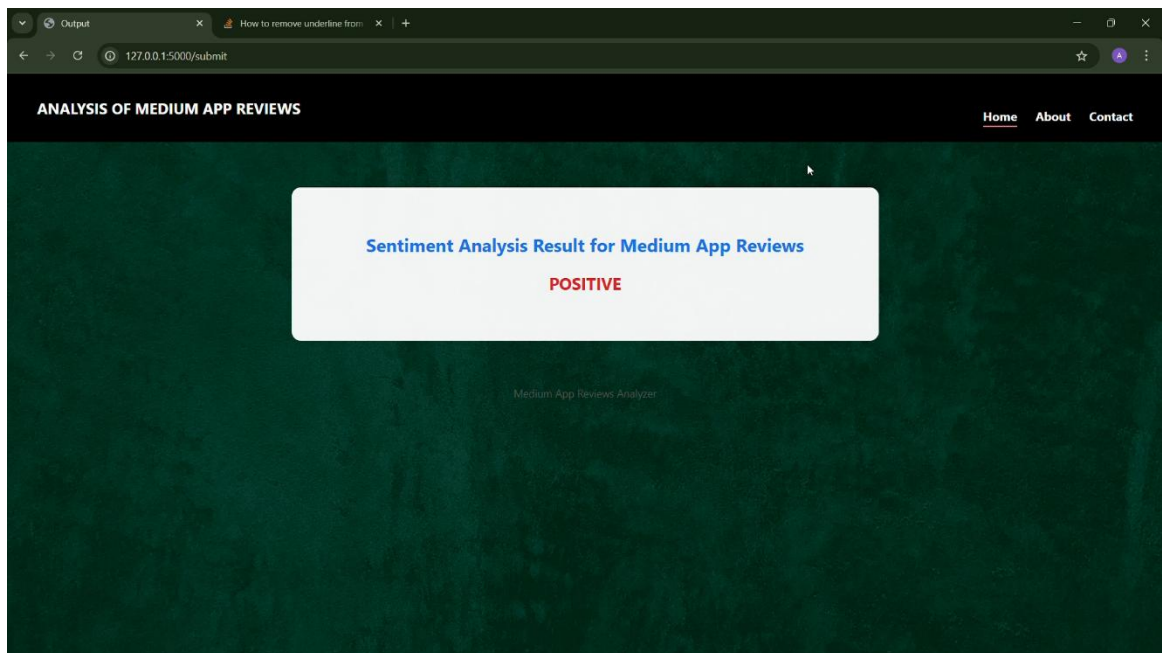 Output
How to remove underline from
127.0.0.1:5000/submit
A
ANALYSIS OF MEDIUM APP REVIEWS
Home About Contact
Sentiment Analysis Result for Medium App Reviews
POSITIVE
Medium App Reviews Analyzer